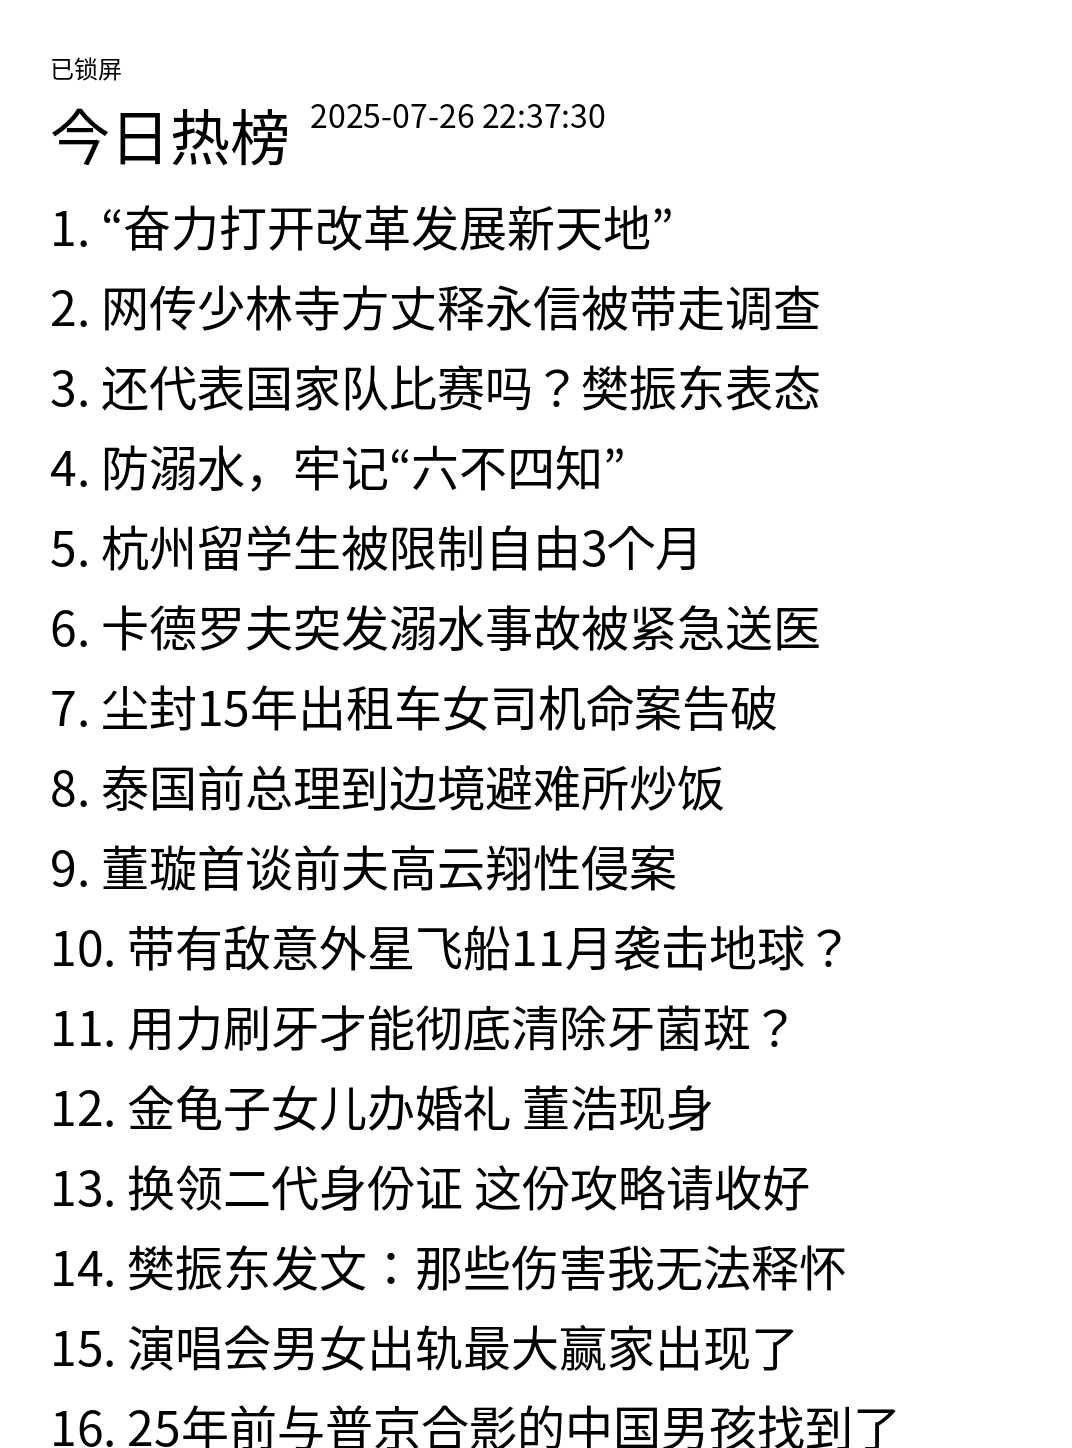 已锁屏
今日热榜 2025-07-26 22:37:30
1. “奋力打开改革发展新天地”
2. 网传少林寺方丈释永信被带走调查
3. 还代表国家队比赛吗？樊振东表态
4. 防溺水，牢记“六不四知”
5. 杭州留学生被限制自由3个月
6. 卡德罗夫突发溺水事故被紧急送医
7. 尘封15年出租车女司机命案告破
8. 泰国前总理到边境避难所炒饭
9. 董璇首谈前夫高云翔性侵案
10. 带有敌意外星飞船11月袭击地球？
11. 用力刷牙才能彻底清除牙菌斑？
12. 金龟子女儿办婚礼 董浩现身
13. 换领二代身份证 这份攻略请收好
14. 樊振东发文：那些伤害我无法释怀
15. 演唱会男女出轨最大赢家出现了
16. 25年前与普京合影的中国男孩找到了